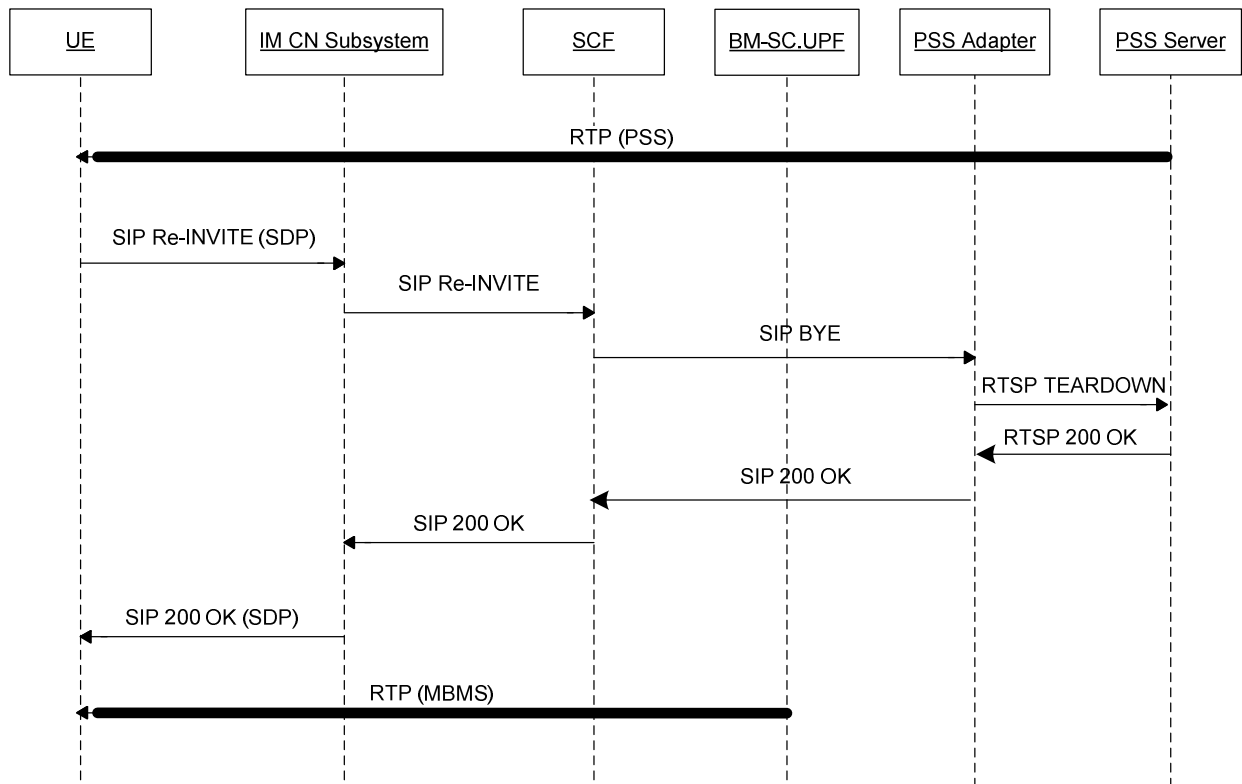 UE
IM CN Subsystem
SCF
BM-SC.UPF
PSS Adapter
PSS Server
RTP (PSS)
SIP Re-INVITE (SDP)
SIP Re-INVITE
SIP BYE
RTSP TEARDOWN
RTSP 200 OK
SIP 200 OK
SIP 200 OK
SIP 200 OK (SDP)
RTP (MBMS)